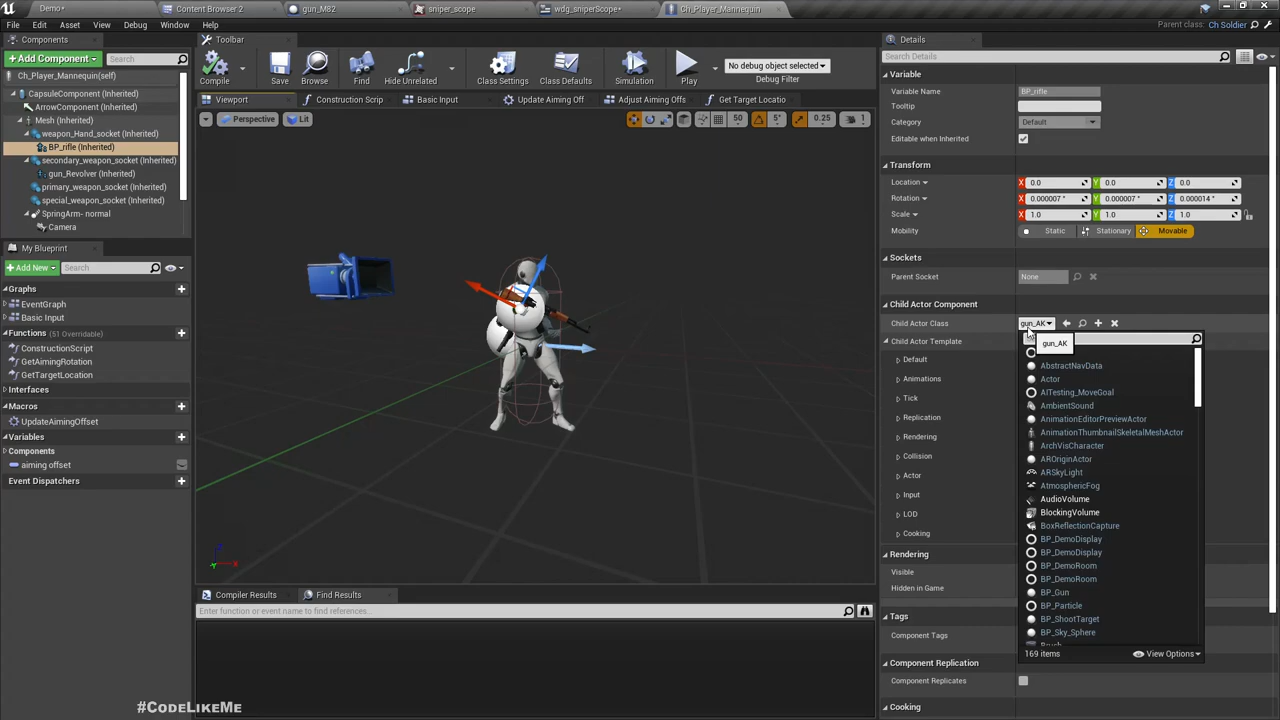 Demo•
Content Browser 2
gun_M82
sniper_scope
wdg_sniperScope•
Ch_Player_Mannequin
File Edit Asset View Debug Window Help
Parent class: Ch Soldier
Components
+Add Component▾ Search
Ch_Player_Mannequin(self)
CapsuleComponent (Inherited)
ArrowComponent (Inherited)
Mesh (Inherited)
weapon_Hand_socket (Inherited)
BP_rifle (Inherited)
secondary_weapon_socket (Inherited)
gun_Revolver (Inherited)
primary_weapon_socket (Inherited)
special_weapon_socket (Inherited)
SpringArm- normal
Camera
My Blueprint
+Add New▾ Search
Graphs
EventGraph
Basic Input
Functions (51 Overridable)
ConstructionScript
GetAimingRotation
GetTargetLocation
Interfaces
Macros
UpdateAimingOffset
Variables
Components
aiming offset
Event Dispatchers
Toolbar
Compile
Save
Browse
Find
Hide Unrelated
Class Settings
Class Defaults
Simulation
Play
No debug object selected▾
Debug Filter
Viewport
Construction Scrip
Basic Input
Update Aiming Off
Adjust Aiming Offs
Get Target Locatio
Perspective
Lit
50
5°
0.25
1
Compiler Results
Find Results
Enter function or event name to find references...
#CodeLikeMe
Details
Search Details
Variable
Variable Name BP_rifle
Tooltip
Category Default
Editable when Inherited
Transform
Location▾ X 0.0 Y 0.0 Z 0.0
Rotation▾ X 0.000007 ° Y 0.000007 ° Z 0.000014 °
Scale▾ X 1.0 Y 1.0 Z 1.0
Mobility Static Stationary Movable
Sockets
Parent Socket None
Child Actor Component
Child Actor Class gun_AK▾
gun_AK
Child Actor Template
Default
Animations
Tick
Replication
Rendering
Collision
Actor
Input
LOD
Cooking
AbstractNavData
Actor
AITesting_MoveGoal
AmbientSound
AnimationEditorPreviewActor
AnimationThumbnailSkeletalMeshActor
ArchVisCharacter
AROriginActor
ARSkyLight
AtmosphericFog
AudioVolume
BlockingVolume
BoxReflectionCapture
BP_DemoDisplay
BP_DemoDisplay
BP_DemoRoom
BP_DemoRoom
BP_Gun
BP_Particle
BP_ShootTarget
BP_Sky_Sphere
169 items
View Options▾
Rendering
Visible
Hidden in Game
Tags
Component Tags
Component Replication
Component Replicates
Cooking